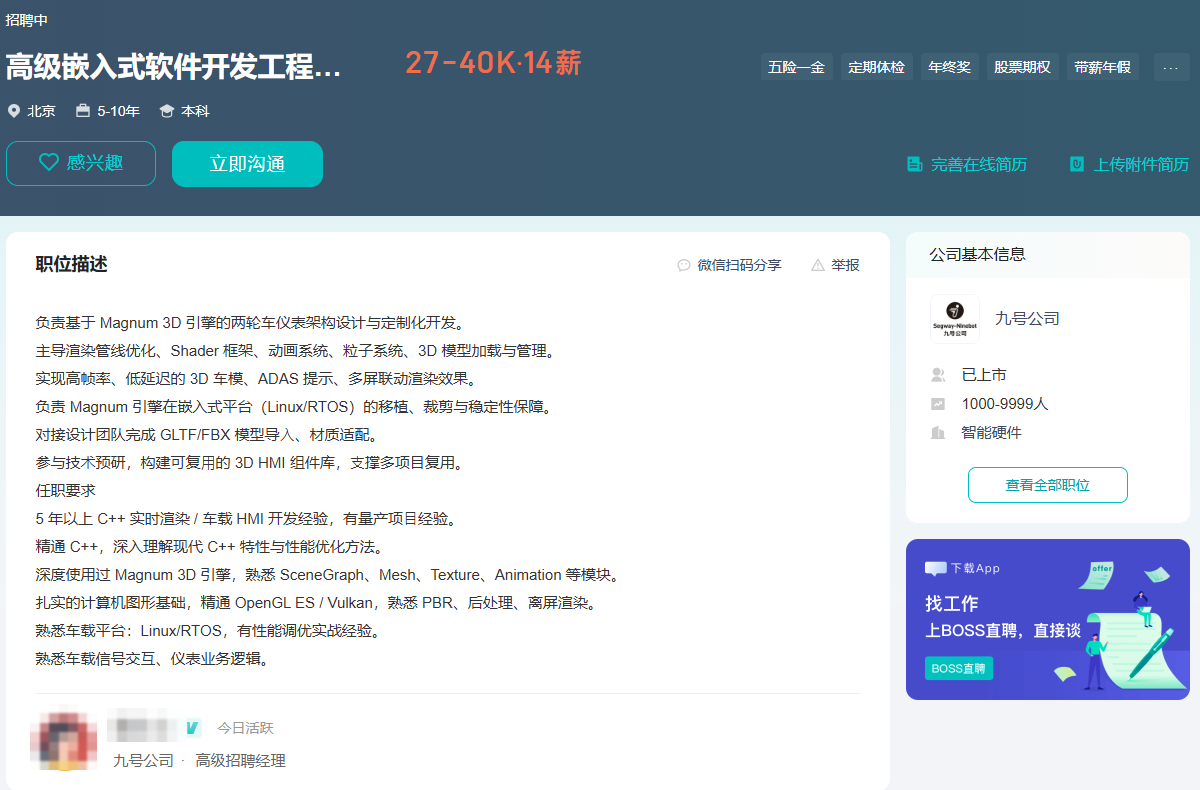 招聘中
高级嵌入式软件开发工程...
27-40K·14薪
五险一金 定期体检 年终奖 股票期权 带薪年假 ...
北京 5-10年 本科
感兴趣 立即沟通
完善在线简历 上传附件简历
职位描述
微信扫码分享 举报
负责基于 Magnum 3D 引擎的两轮车仪表架构设计与定制化开发。
主导渲染管线优化、Shader 框架、动画系统、粒子系统、3D 模型加载与管理。
实现高帧率、低延迟的 3D 车模、ADAS 提示、多屏联动渲染效果。
负责 Magnum 引擎在嵌入式平台（Linux/RTOS）的移植、裁剪与稳定性保障。
对接设计团队完成 GLTF/FBX 模型导入、材质适配。
参与技术预研，构建可复用的 3D HMI 组件库，支撑多项目复用。
任职要求
5 年以上 C++ 实时渲染 / 车载 HMI 开发经验，有量产项目经验。
精通 C++，深入理解现代 C++ 特性与性能优化方法。
深度使用过 Magnum 3D 引擎，熟悉 SceneGraph、Mesh、Texture、Animation 等模块。
扎实的计算机图形基础，精通 OpenGL ES / Vulkan，熟悉 PBR、后处理、离屏渲染。
熟悉车载平台：Linux/RTOS，有性能调优实战经验。
熟悉车载信号交互、仪表业务逻辑。
今日活跃
九号公司 · 高级招聘经理
公司基本信息
Segway-Ninebot
九号公司
九号公司
已上市
1000-9999人
智能硬件
查看全部职位
下载App
找工作
上BOSS直聘，直接谈
BOSS直聘
offer